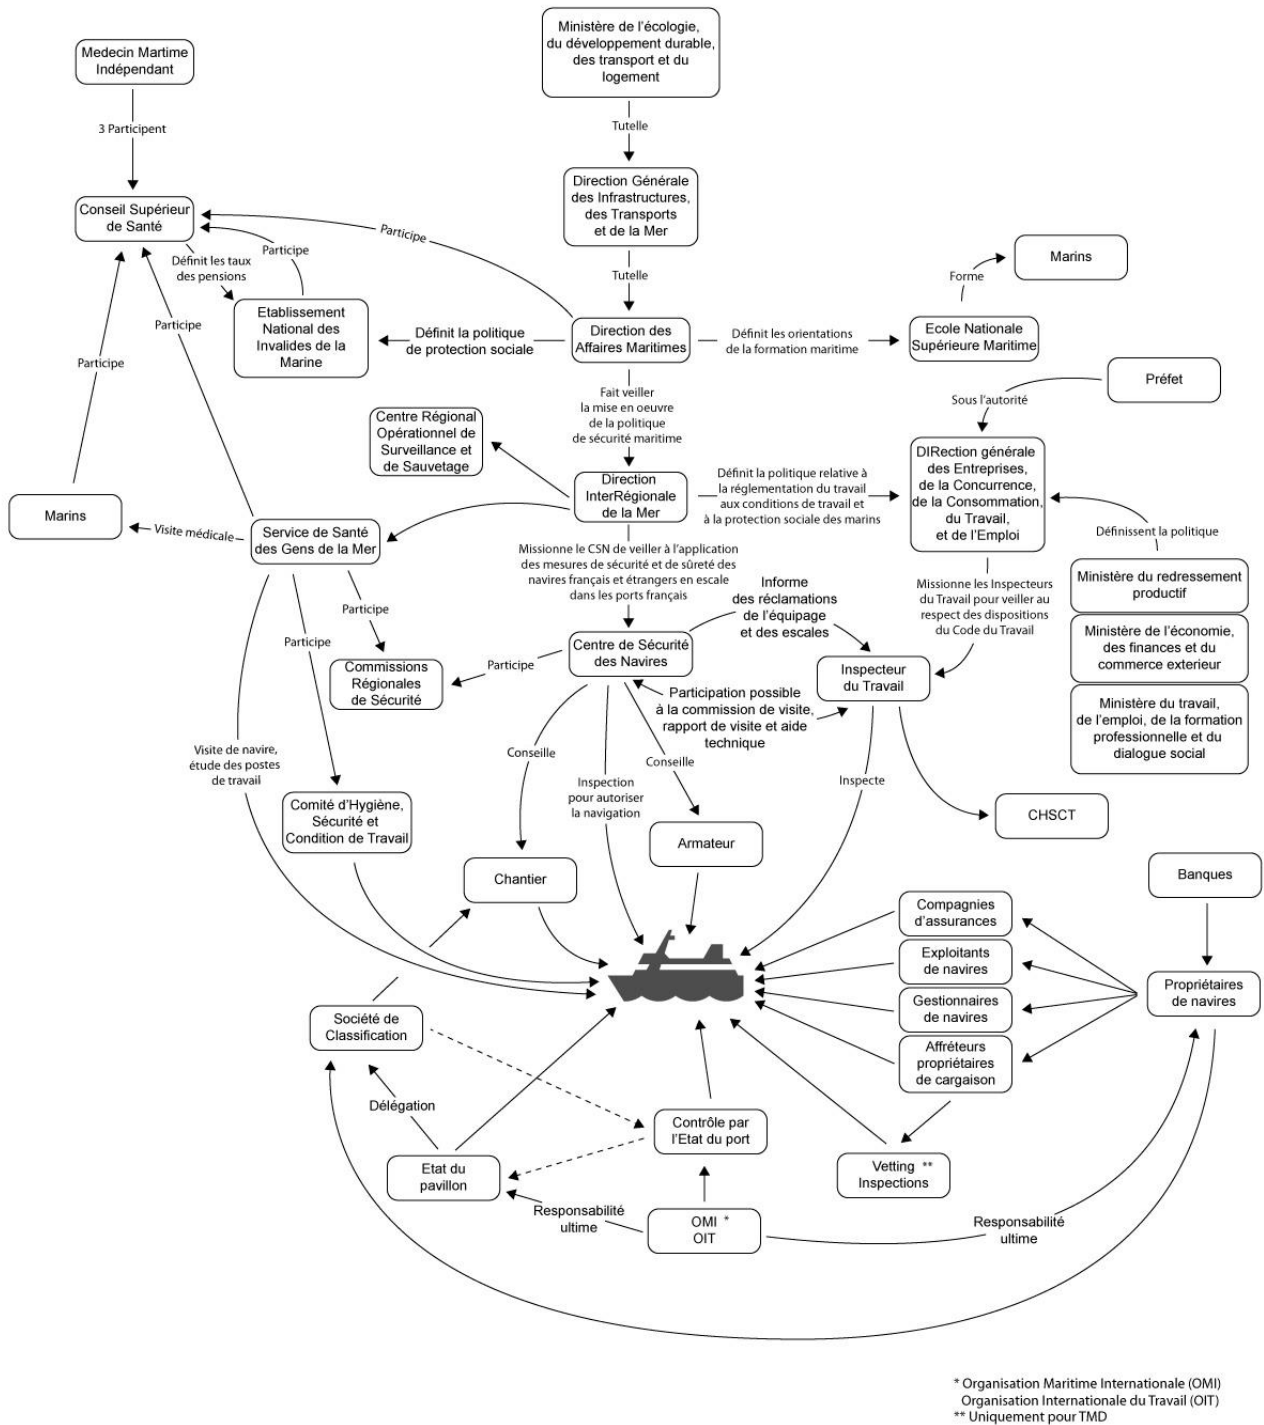 Ministère de l'écologie,
du développement durable,
des transport et du
logement
Medecin Martime
Indépendant
3 Participent
Tutelle
Direction Générale
des Infrastructures,
des Transports
et de la Mer
Conseil Supérieur
de Santé
Participe
Participe
Définit les taux
des pensions
Tutelle
Marins
Forme
Etablissement
National des
Invalides de la
Marine
Participe
Définit la politique
de protection sociale
Direction des
Affaires Maritimes
Définit les orientations
de la formation maritime
Ecole Nationale
Supérieure Maritime
Participe
Préfet
Sous l'autorité
Fait veiller
la mise en oeuvre
de la politique
de sécurité maritime
Centre Régional
Opérationnel de
Surveillance et
de Sauvetage
DIRection générale
des Entreprises,
de la Concurrence,
de la Consommation,
du Travail,
et de l'Emploi
Direction
InterRégionale
de la Mer
Définit la politique relative à
la réglementation du travail
aux conditions de travail et
à la protection sociale des marins
Marins
Visite médicale
Service de Santé
des Gens de la Mer
Définissent la politique
Missionne le CSN de veiller à l'application
des mesures de sécurité et de sûreté des
navires français et étrangers en escale
dans les ports français
Informe
des réclamations
de l'équipage
et des escales
Missionne les Inspecteurs
du Travail pour veiller au
respect des dispositions
du Code du Travail
Ministère du redressement
productif
Ministère de l'économie,
des finances et du
commerce exterieur
Ministère du travail,
de l'emploi, de la formation
professionelle et du
dialogue social
Participe
Participe
Commissions
Régionales
de Sécurité
Participe
Centre de Sécurité
des Navires
Inspecteur
du Travail
Participation possible
à la commission de visite,
rapport de visite et aide
technique
Visite de navire,
étude des postes
de travail
Conseille
Conseille
Inspection
pour autoriser
la navigation
Inspecte
Comité d'Hygiène,
Sécurité et
Condition de Travail
CHSCT
Armateur
Chantier
Banques
Compagnies
d'assurances
Exploitants
de navires
Gestionnaires
de navires
Affréteurs
propriétaires
de cargaison
Propriétaires
de navires
Société de
Classification
Délégation
Contrôle par
l'Etat du port
Etat du
pavillon
Vetting **
Inspections
Responsabilité
ultime
OMI *
OIT
Responsabilité
ultime
* Organisation Maritime Internationale (OMI)
Organisation Internationale du Travail (OIT)
** Uniquement pour TMD